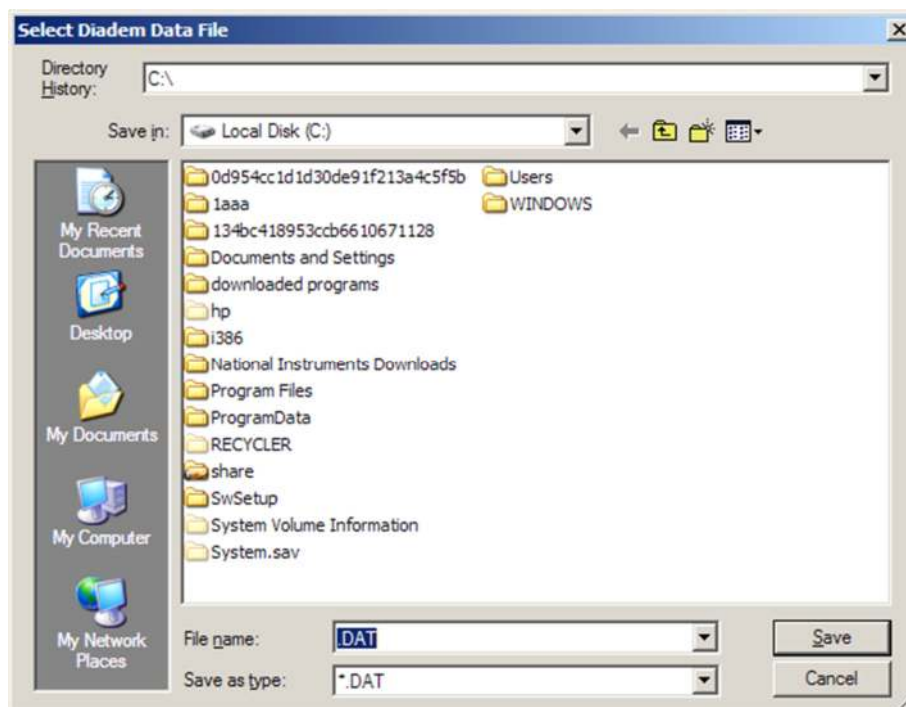 Select Diadem Data File
Directory
History:
C:\
Save in:
Local Disk (C:)
My Recent
Documents
Desktop
My Documents
My Computer
My Network
Places
0d954cc1d1d30de91f213a4c5f5b
1aaa
134bc418953ccb6610671128
Documents and Settings
downloaded programs
hp
i386
National Instruments Downloads
Program Files
ProgramData
RECYCLER
share
SwSetup
System Volume Information
System.sav
Users
WINDOWS
File name:
.DAT
Save
Save as type:
*.DAT
Cancel